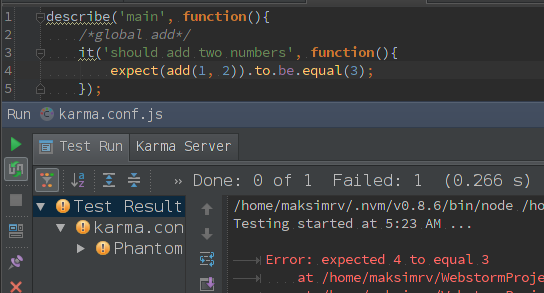 1 describe('main', function(){
2 /*global add*/
3 it('should add two numbers', function(){
4 expect(add(1, 2)).to.be.equal(3);
5 });
Run karma.conf.js
Test Run Karma Server
» Done: 0 of 1 Failed: 1 (0.266 s)
Test Result
karma.con
Phantom
/home/maksimrv/.nvm/v0.8.6/bin/node /ho
Testing started at 5:23 AM ...
Error: expected 4 to equal 3
at /home/maksimrv/WebstormProje